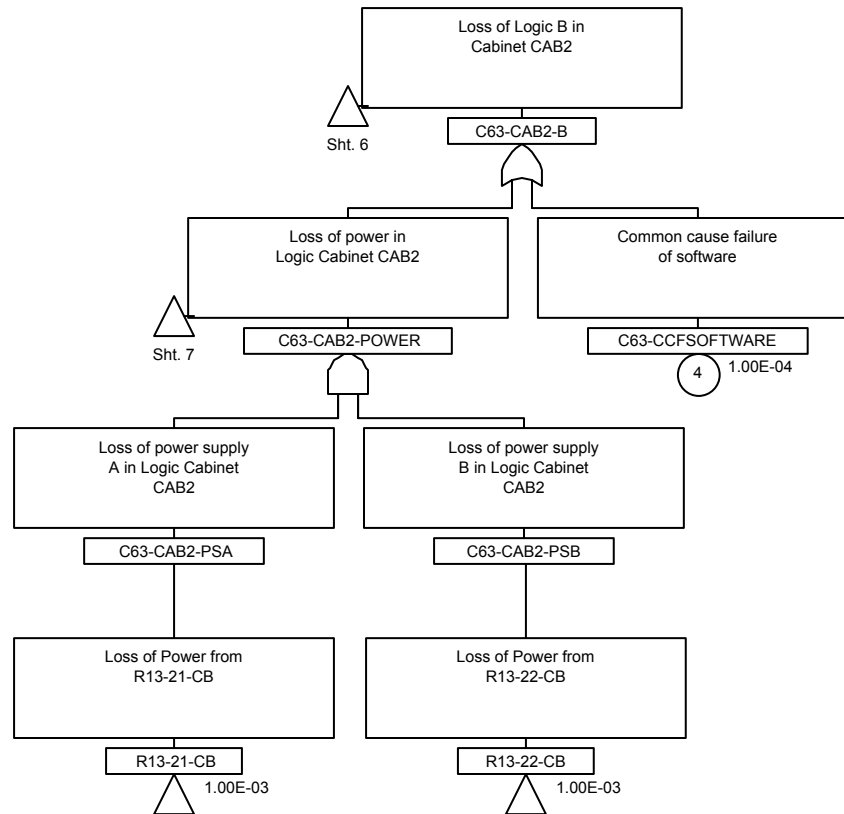 Loss of Logic B in
Cabinet CAB2
Sht. 6
C63-CAB2-B
Loss of power in
Logic Cabinet CAB2
Common cause failure
of software
Sht. 7
C63-CAB2-POWER
C63-CCFSOFTWARE
4
1.00E-04
Loss of power supply
A in Logic Cabinet
CAB2
Loss of power supply
B in Logic Cabinet
CAB2
C63-CAB2-PSA
C63-CAB2-PSB
Loss of Power from
R13-21-CB
Loss of Power from
R13-22-CB
R13-21-CB
1.00E-03
R13-22-CB
1.00E-03